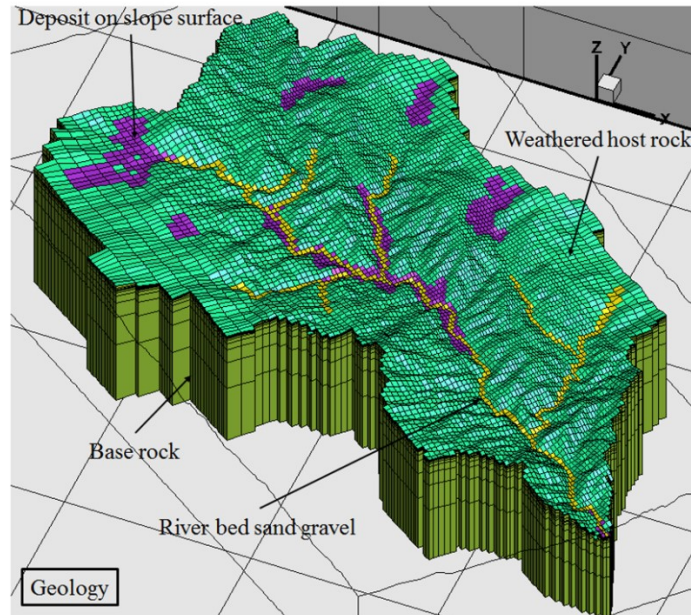 Deposit on slope surface
Z
Y
X
Weathered host rock
Base rock
River bed sand gravel
Geology